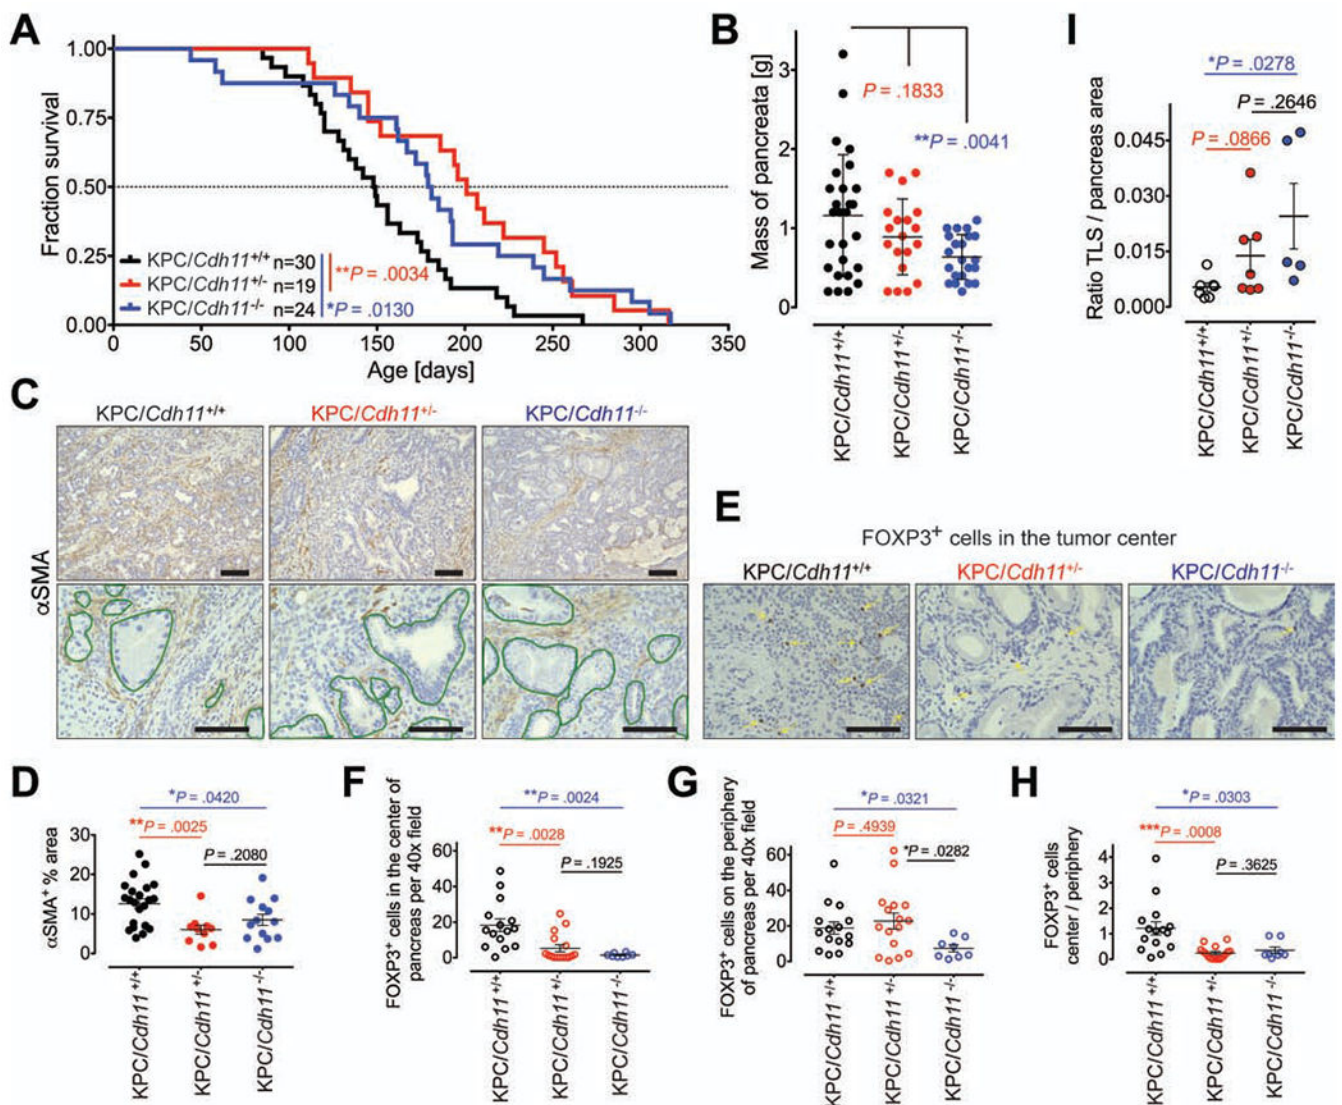 A
Fraction survival
1.00
0.75
0.50
0.25
0.00
KPC/Cdh11+/+ n=30
KPC/Cdh11+/- n=19
KPC/Cdh11-/- n=24
**P = .0034
*P = .0130
0 50 100 150 200 250 300 350
Age [days]
B
Mass of pancreata [g]
3
2
1
0
P = .1833
**P = .0041
KPC/Cdh11+/+
KPC/Cdh11+/-
KPC/Cdh11-/-
I
Ratio TLS / pancreas area
*P = .0278
P = .2646
P = .0866
0.045
0.030
0.015
0.000
KPC/Cdh11+/+
KPC/Cdh11+/-
KPC/Cdh11-/-
C
KPC/Cdh11+/+ KPC/Cdh11+/- KPC/Cdh11-/-
αSMA
E
FOXP3+ cells in the tumor center
KPC/Cdh11+/+ KPC/Cdh11+/- KPC/Cdh11-/-
D
αSMA+ % area
*P = .0420
**P = .0025
P = .2080
30
20
10
0
KPC/Cdh11+/+
KPC/Cdh11+/-
KPC/Cdh11-/-
F
FOXP3+ cells in the center of
pancreas per 40x field
**P = .0024
**P = .0028
P = .1925
60
40
20
0
KPC/Cdh11+/+
KPC/Cdh11+/-
KPC/Cdh11-/-
G
FOXP3+ cells on the periphery
of pancreas per 40x field
*P = .0321
P = .4939
*P = .0282
60
40
20
0
KPC/Cdh11+/+
KPC/Cdh11+/-
KPC/Cdh11-/-
H
FOXP3+ cells
center / periphery
*P = .0303
***P = .0008
P = .3625
4
3
2
1
0
KPC/Cdh11+/+
KPC/Cdh11+/-
KPC/Cdh11-/-